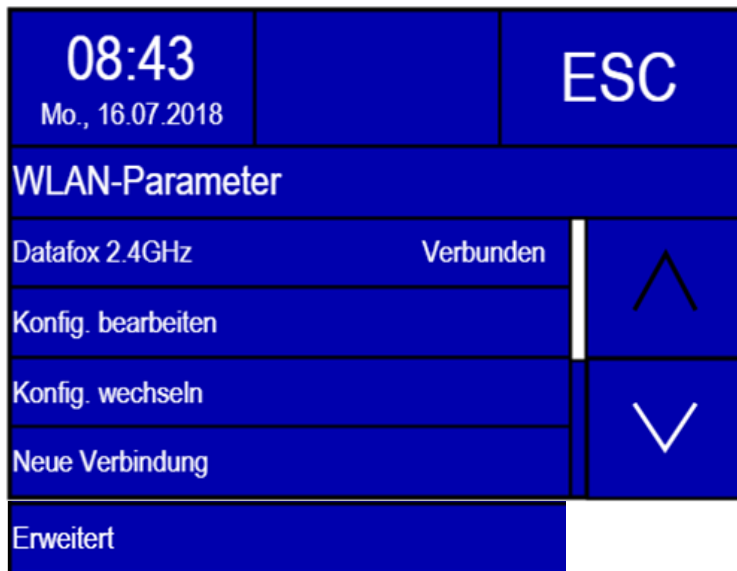 08:43
Mo., 16.07.2018
ESC
WLAN-Parameter
Datafox 2.4GHz Verbunden
Konfig. bearbeiten
Konfig. wechseln
Neue Verbindung
Erweitert